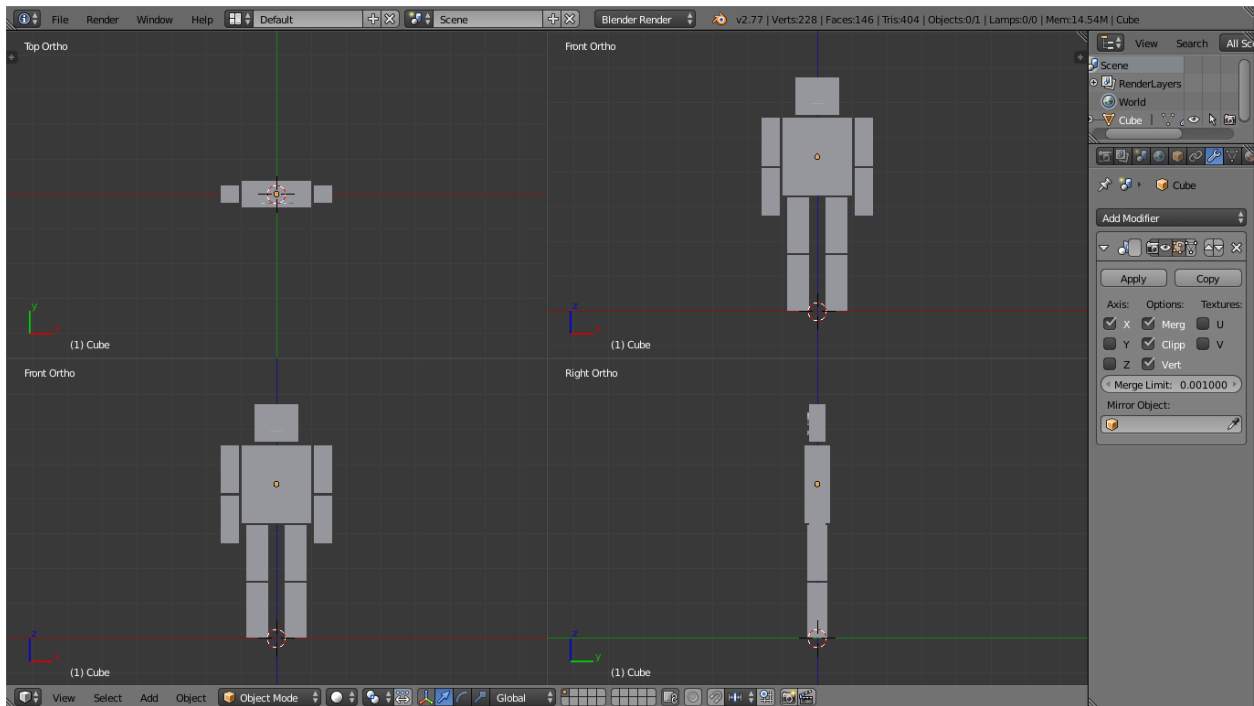 File Render Window Help Default Scene Blender Render v2.77 | Verts:228 | Faces:146 | Tris:404 | Objects:0/1 | Lamps:0/0 | Mem:14.54M | Cube
Top Ortho
y
x
(1) Cube
Front Ortho
z
x
(1) Cube
Front Ortho
z
x
(1) Cube
Right Ortho
z
y
(1) Cube
View Search All Sc
Scene
RenderLayers
World
Cube
Cube
Add Modifier
Apply Copy
Axis: Options: Textures:
X Merg U
Y Clipp V
Z Vert
Merge Limit: 0.001000
Mirror Object:
View Select Add Object Object Mode Global